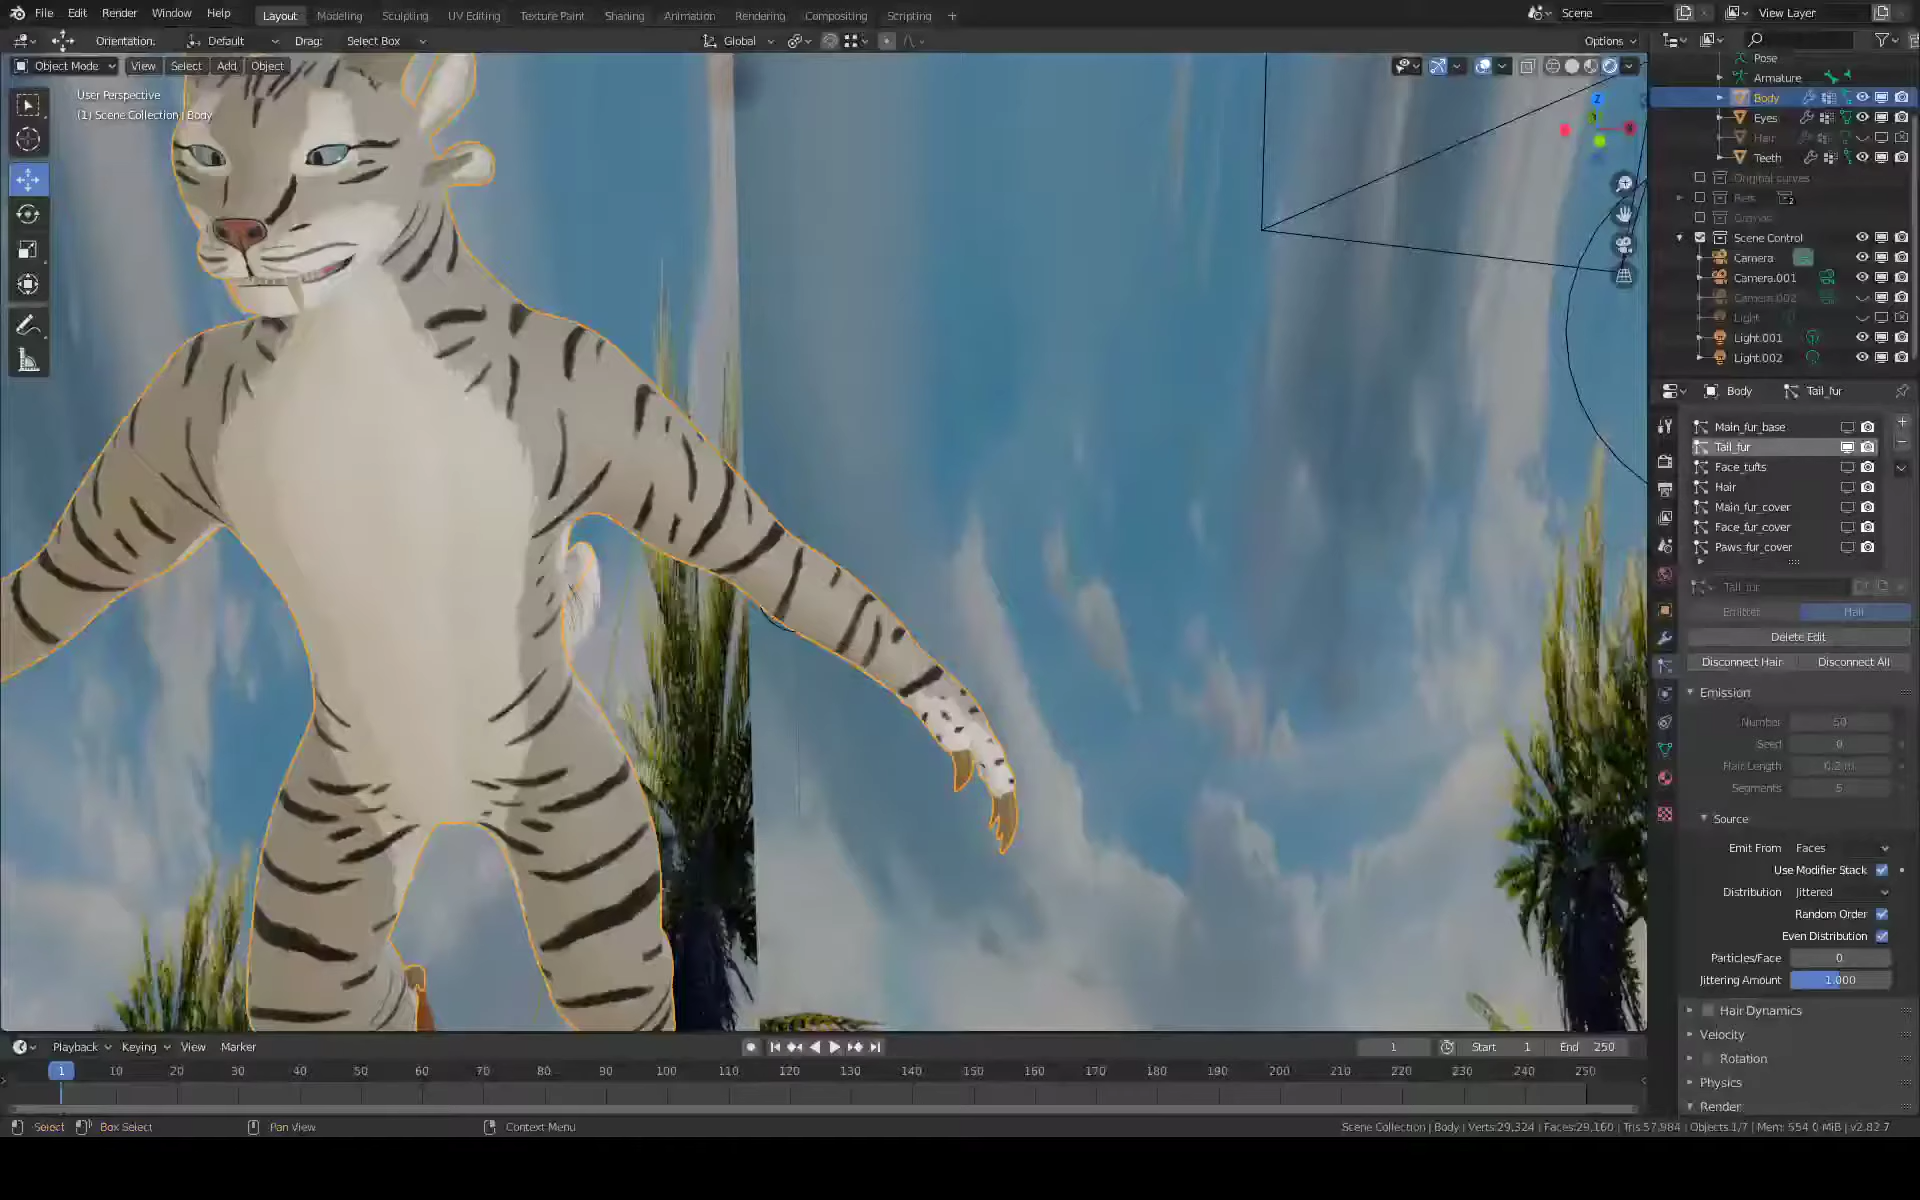 File Edit Render Window Help Layout Modeling Sculpting UV Editing Texture Paint Shading Animation Rendering Compositing Scripting + Scene View Layer
Orientation: Default Drag: Select Box Global Options
Object Mode View Select Add Object
User Perspective
(1) Scene Collection | Body
Z
Pose
Armature
Body
Eyes
Hair
Teeth
Original curves
Refs 2
Scene Control
Camera
Camera.001
Camera.002
Light
Light.001
Light.002
Body Tail_fur
Main_fur_base
Tail_fur
Face_tufts
Hair
Main_fur_cover
Face_fur_cover
Paws_fur_cover
Tail_fur
Emitter Hair
Delete Edit
Disconnect Hair Disconnect All
Emission
Number 50
Seed 0
Hair Length 0.2 m
Segments 5
Source
Emit From Faces
Use Modifier Stack
Distribution Jittered
Random Order
Even Distribution
Particles/Face 0
Jittering Amount 1.000
Hair Dynamics
Velocity
Rotation
Physics
Render
Playback Keying View Marker 1 Start 1 End 250
1 10 20 30 40 50 60 70 80 90 100 110 120 130 140 150 160 170 180 190 200 210 220 230 240 250
Select Box Select Pan View Context Menu Scene Collection | Body | Verts:29,324 | Faces:29,160 | Tris:57,984 | Objects:1/7 | Mem: 554.0 MiB | v2.82.7